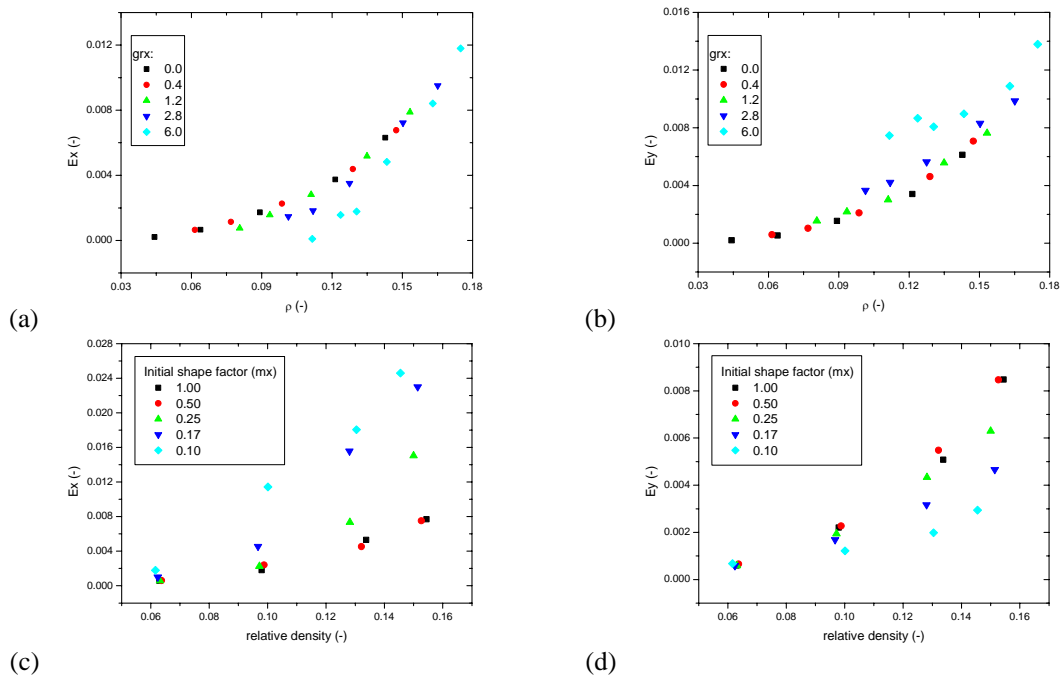 0.012
0.008
0.004
0.000
Ex (-)
grx:
0.0
0.4
1.2
2.8
6.0
0.03 0.06 0.09 0.12 0.15 0.18
ρ (-)
(a)
0.016
0.012
0.008
0.004
0.000
Ey (-)
grx:
0.0
0.4
1.2
2.8
6.0
0.03 0.06 0.09 0.12 0.15 0.18
ρ (-)
(b)
0.028
0.024
0.020
0.016
0.012
0.008
0.004
0.000
Ex (-)
Initial shape factor (mx)
1.00
0.50
0.25
0.17
0.10
0.06 0.08 0.10 0.12 0.14 0.16
relative density (-)
(c)
0.010
0.008
0.006
0.004
0.002
0.000
Ey (-)
Initial shape factor (mx)
1.00
0.50
0.25
0.17
0.10
0.06 0.08 0.10 0.12 0.14 0.16
relative density (-)
(d)